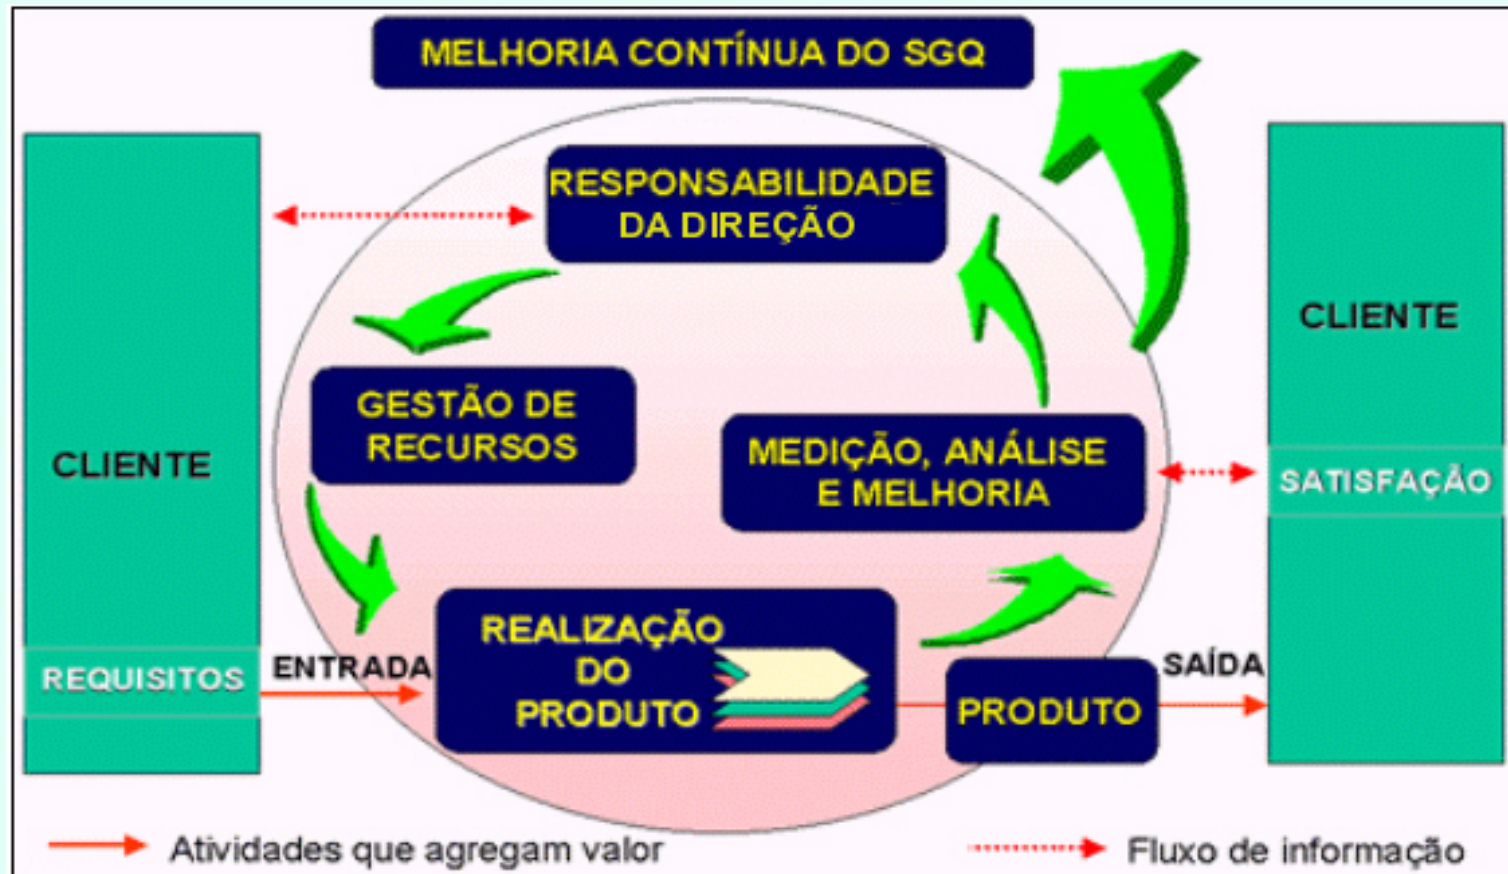 MELHORIA CONTÍNUA DO SGQ
RESPONSABILIDADE
DA DIREÇÃO
CLIENTE
GESTÃO DE
RECURSOS
CLIENTE
MEDIÇÃO, ANÁLISE
E MELHORIA
SATISFAÇÃO
REQUISITOS
ENTRADA
REALIZAÇÃO
DO
PRODUTO
PRODUTO
SAÍDA
Atividades que agregam valor
Fluxo de informação